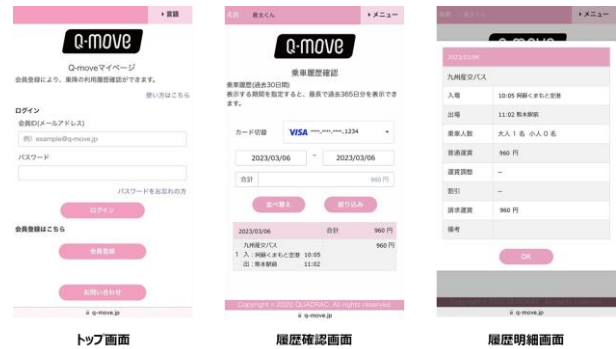 ▸ 言語
Q-move
Q-moveマイページ
会員登録により、乗降の利用履歴確認ができます。
使い方はこちら
ログイン
会員ID(メールアドレス)
例) example@q-move.jp
パスワード
パスワードをお忘れの方
ログイン
会員登録はこちら
会員登録
お問い合わせ
q-move.jp
トップ画面
▸メニュー
Q-move
乗車履歴確認
乗車履歴(過去30日間)
表示する期間を指定すると、最長で過去365日分を表示でき
ます。
カード切替 VISA ****-****-****-1234
2023/03/06 ~ 2023/03/06
合計 960 円
並べ替え 絞り込み
2023/03/06 合計 960 円
九州産交バス 960 円
1 入：阿蘇くまもと空港 10:05
出：熊本駅前 11:02
Copyright © 2022 QUADRAC, All rights reserved.
q-move.jp
履歴確認画面
▸メニュー
2023/03/06
九州産交バス
入場 10:05 阿蘇くまもと空港
出場 11:02 熊本駅前
乗車人数 大人 1 名 小人 0 名
普通運賃 960 円
運賃調整 –
割引 –
請求運賃 960 円
備考
OK
q-move.jp
履歴明細画面